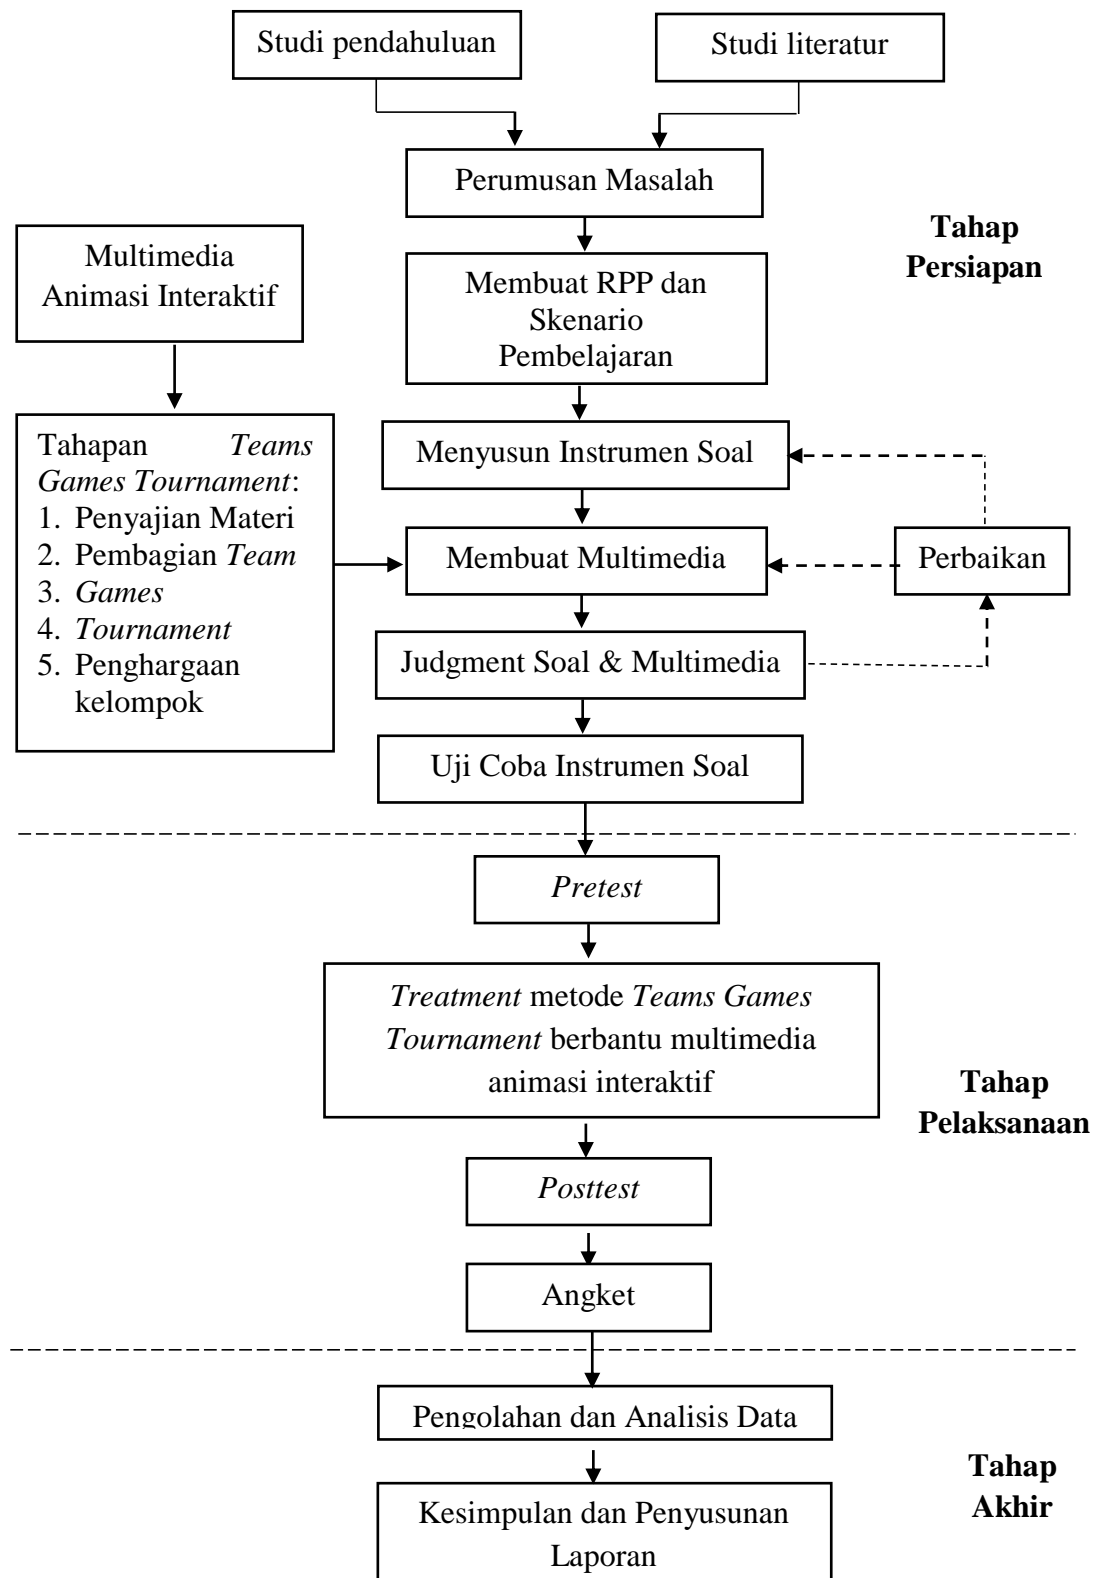 Studi pendahuluan
Studi literatur
Perumusan Masalah
Tahap
Persiapan
Multimedia
Animasi Interaktif
Membuat RPP dan
Skenario
Pembelajaran
Tahapan Teams
Games Tournament:
1. Penyajian Materi
2. Pembagian Team
3. Games
4. Tournament
5. Penghargaan
kelompok
Menyusun Instrumen Soal
Membuat Multimedia
Perbaikan
Judgment Soal & Multimedia
Uji Coba Instrumen Soal
Pretest
Treatment metode Teams Games
Tournament berbantu multimedia
animasi interaktif
Tahap
Pelaksanaan
Posttest
Angket
Pengolahan dan Analisis Data
Tahap
Akhir
Kesimpulan dan Penyusunan
Laporan